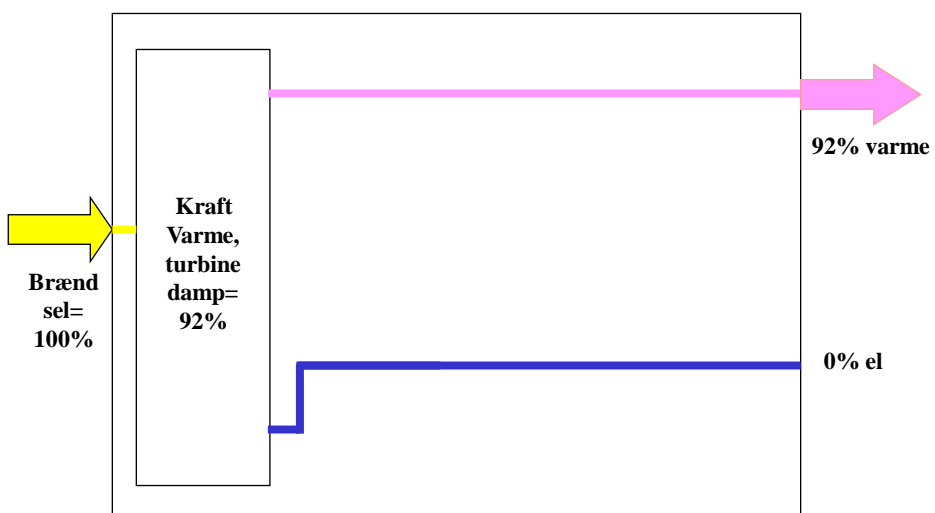 92% varme
Kraft
Varme,
turbine
damp=
92%
Brænd
sel=
100%
0% el